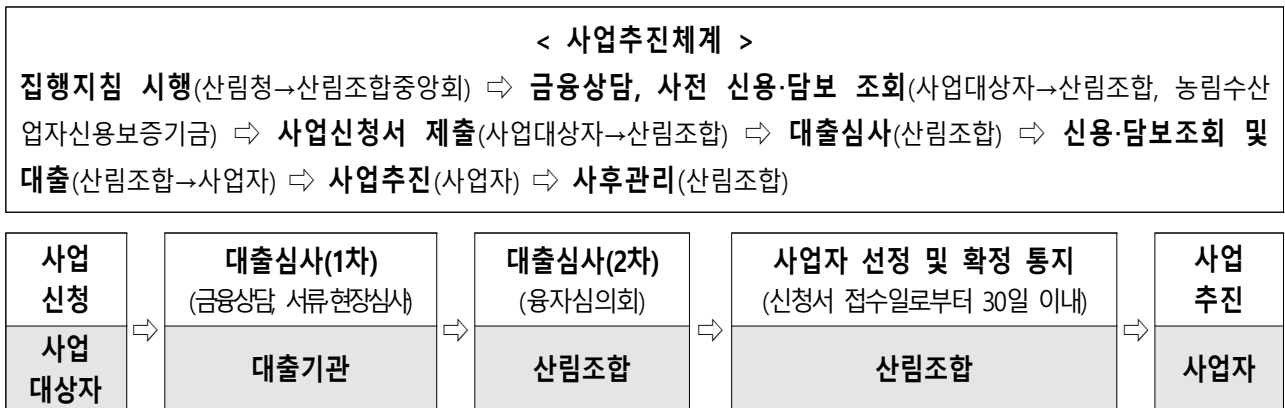 < 사업추진체계 >
집행지침 시행(산림청→산림조합중앙회) ⇨ 금융상담, 사전 신용·담보 조회(사업대상자→산림조합, 농림수산
업자신용보증기금) ⇨ 사업신청서 제출(사업대상자→산림조합) ⇨ 대출심사(산림조합) ⇨ 신용·담보조회 및
대출(산림조합→사업자) ⇨ 사업추진(사업자) ⇨ 사후관리(산림조합)
사업
신청
사업
대상자
⇨
대출심사(1차)
(금융상담, 서류·현장심사)
대출기관
⇨
대출심사(2차)
(융자심의회)
산림조합
⇨
사업자 선정 및 확정 통지
(신청서 접수일로부터 30일 이내)
산림조합
⇨
사업
추진
사업자